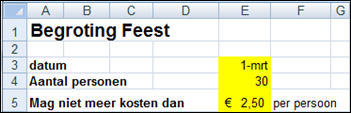 A B C D E F G
1 Begroting Feest
2
3 datum 1-mrt
4 Aantal personen 30
5 Mag niet meer kosten dan € 2,50 per persoon